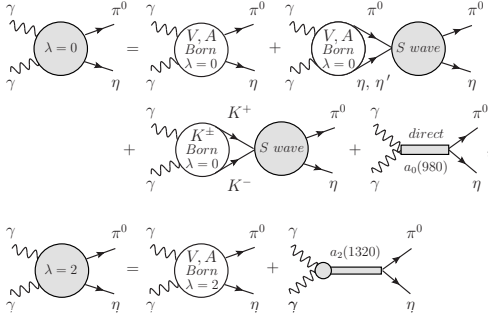 γ π⁰ γ π⁰ γ π⁰ π⁰
λ = 0 = V, A Born λ = 0 + V, A Born λ = 0 S wave
γ η γ η γ η, η′ η
γ K⁺ π⁰ γ direct π⁰
+ K± Born λ = 0 S wave + a₀(980) .
γ K⁻ η γ η
γ π⁰ γ π⁰ γ a₂(1320) π⁰
λ = 2 = V, A Born λ = 2 +
γ η γ η γ η